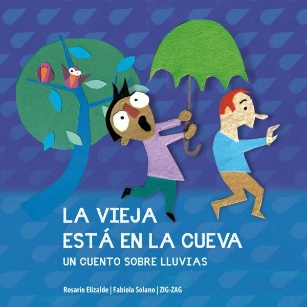 LA VIEJA
ESTÁ EN LA CUEVA
UN CUENTO SOBRE LLUVIAS
Rosario Elizalde | Fabiola Solano | ZIG-ZAG